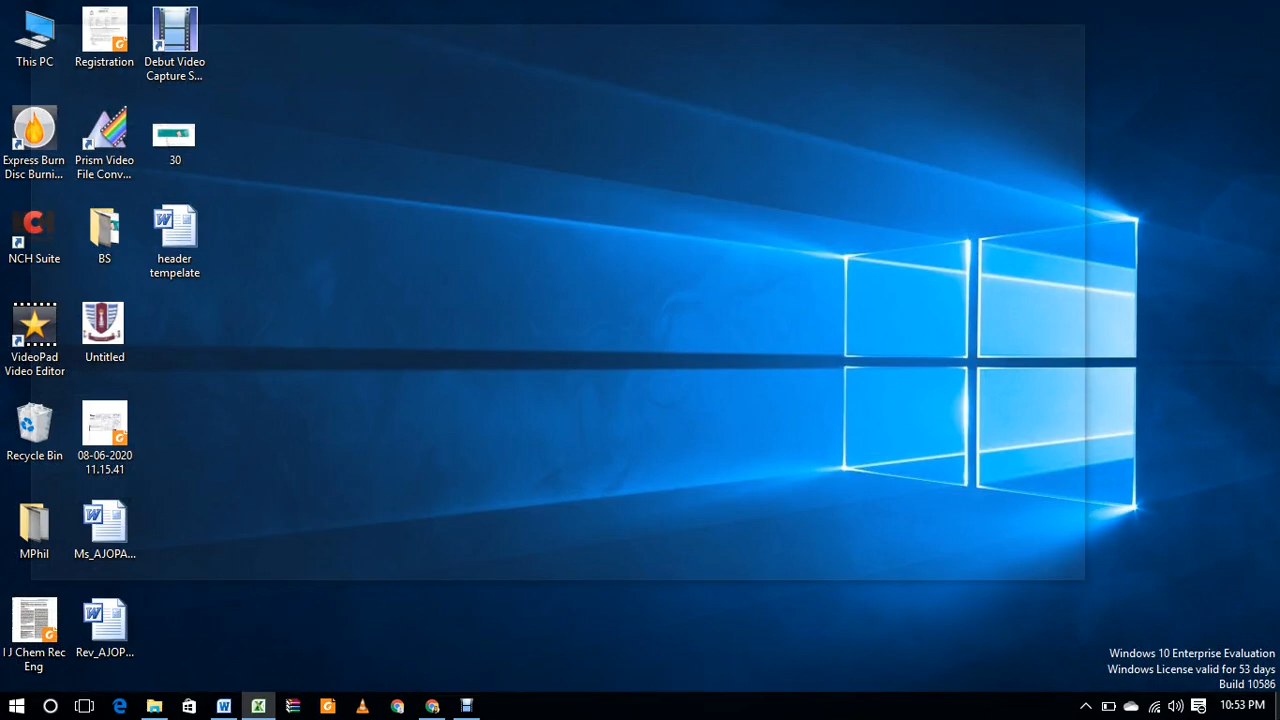 This PC
Registration
Debut Video
Capture S...
Express Burn
Disc Burni...
Prism Video
File Conv...
30
NCH Suite
BS
header
tempelate
VideoPad
Video Editor
Untitled
Recycle Bin
08-06-2020
11.15.41
MPhil
Ms_AJOPA...
I J Chem Rec
Eng
Rev_AJOP...
Windows 10 Enterprise Evaluation
Windows License valid for 53 days
Build 10586
10:53 PM